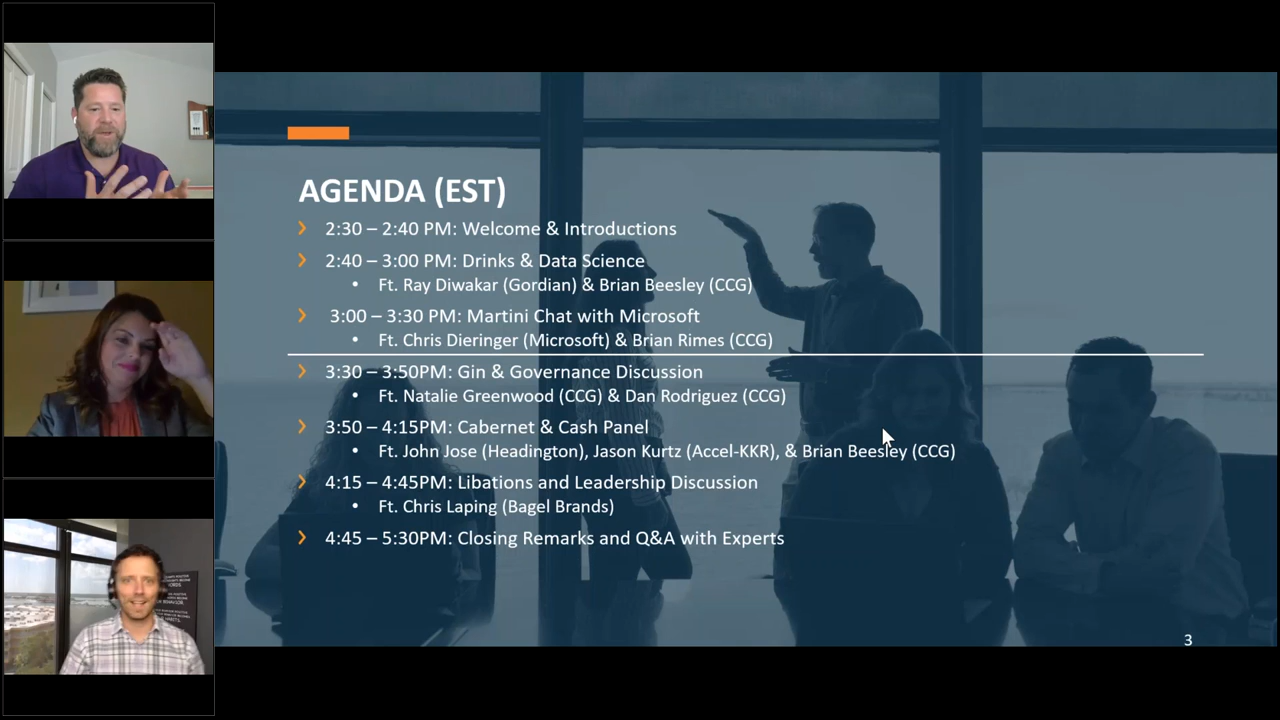 AGENDA (EST)
2:30 – 2:40 PM: Welcome & Introductions
2:40 – 3:00 PM: Drinks & Data Science
Ft. Ray Diwakar (Gordian) & Brian Beesley (CCG)
3:00 – 3:30 PM: Martini Chat with Microsoft
Ft. Chris Dieringer (Microsoft) & Brian Rimes (CCG)
3:30 – 3:50PM: Gin & Governance Discussion
Ft. Natalie Greenwood (CCG) & Dan Rodriguez (CCG)
3:50 – 4:15PM: Cabernet & Cash Panel
Ft. John Jose (Headington), Jason Kurtz (Accel-KKR), & Brian Beesley (CCG)
4:15 – 4:45PM: Libations and Leadership Discussion
Ft. Chris Laping (Bagel Brands)
4:45 – 5:30PM: Closing Remarks and Q&A with Experts
3